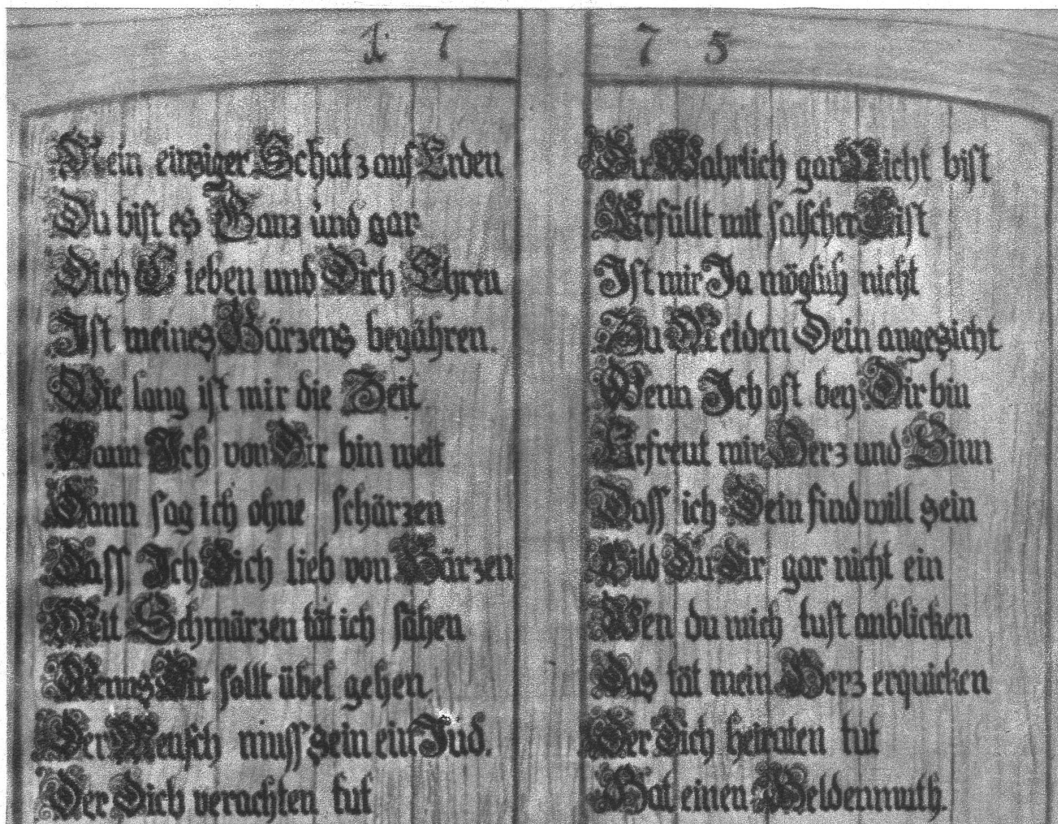 17 75
Mein einziger Schatz auf Erden
Du bist es Ganz und gar
Dich Lieben und Dich Ehren
Ist meines Härzens begähren.
Wie lang ist mir die Zeit
Wann Ich von Dir bin weit
Dann sag ich ohne schärzen
Dass Ich Dich lieb von Härzen
Mit Schmärzen tät ich sähen
Wenns Dir sollt übel gehen
Der Mensch muss sein ein Jud.
Der Dich verachten tut
Du Wahrlich gar Nicht bist
Erfüllt mit falscher List
Ist mir Ja möglich nicht
Zu Meiden Dein angesicht
Wenn Ich oft bey Dir bin
Erfreut mir Herz und Sinn
Dass ich Dein find will sein
Bild Dir Dir gar nicht ein
Wen du mich tust anblicken
Das tät mein Herz erquicken
Der Dich heiraten tut
Hat einen Heldenmuth.